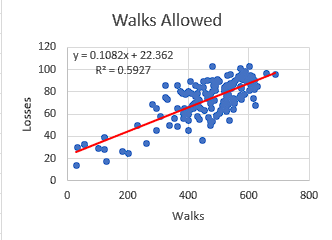 Walks Allowed
y = 0.1082x + 22.362
R² = 0.5927
Losses
120
100
80
60
40
20
0
0 200 400 600 800
Walks